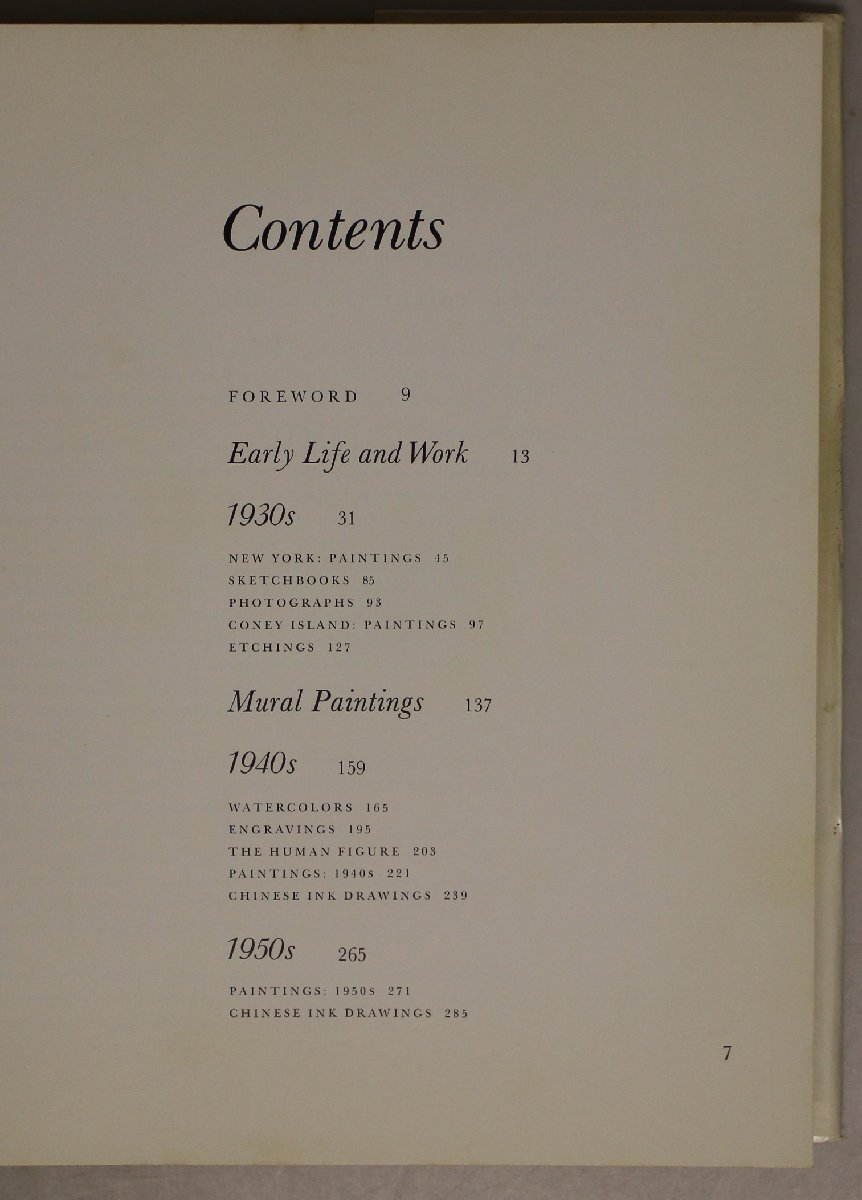 Contents
FOREWORD 9
Early Life and Work 13
1930s 31
NEW YORK: PAINTINGS 45
SKETCHBOOKS 85
PHOTOGRAPHS 93
CONEY ISLAND: PAINTINGS 97
ETCHINGS 127
Mural Paintings 137
1940s 159
WATERCOLORS 165
ENGRAVINGS 195
THE HUMAN FIGURE 203
PAINTINGS: 1940s 221
CHINESE INK DRAWINGS 239
1950s 265
PAINTINGS: 1950s 271
CHINESE INK DRAWINGS 285
7